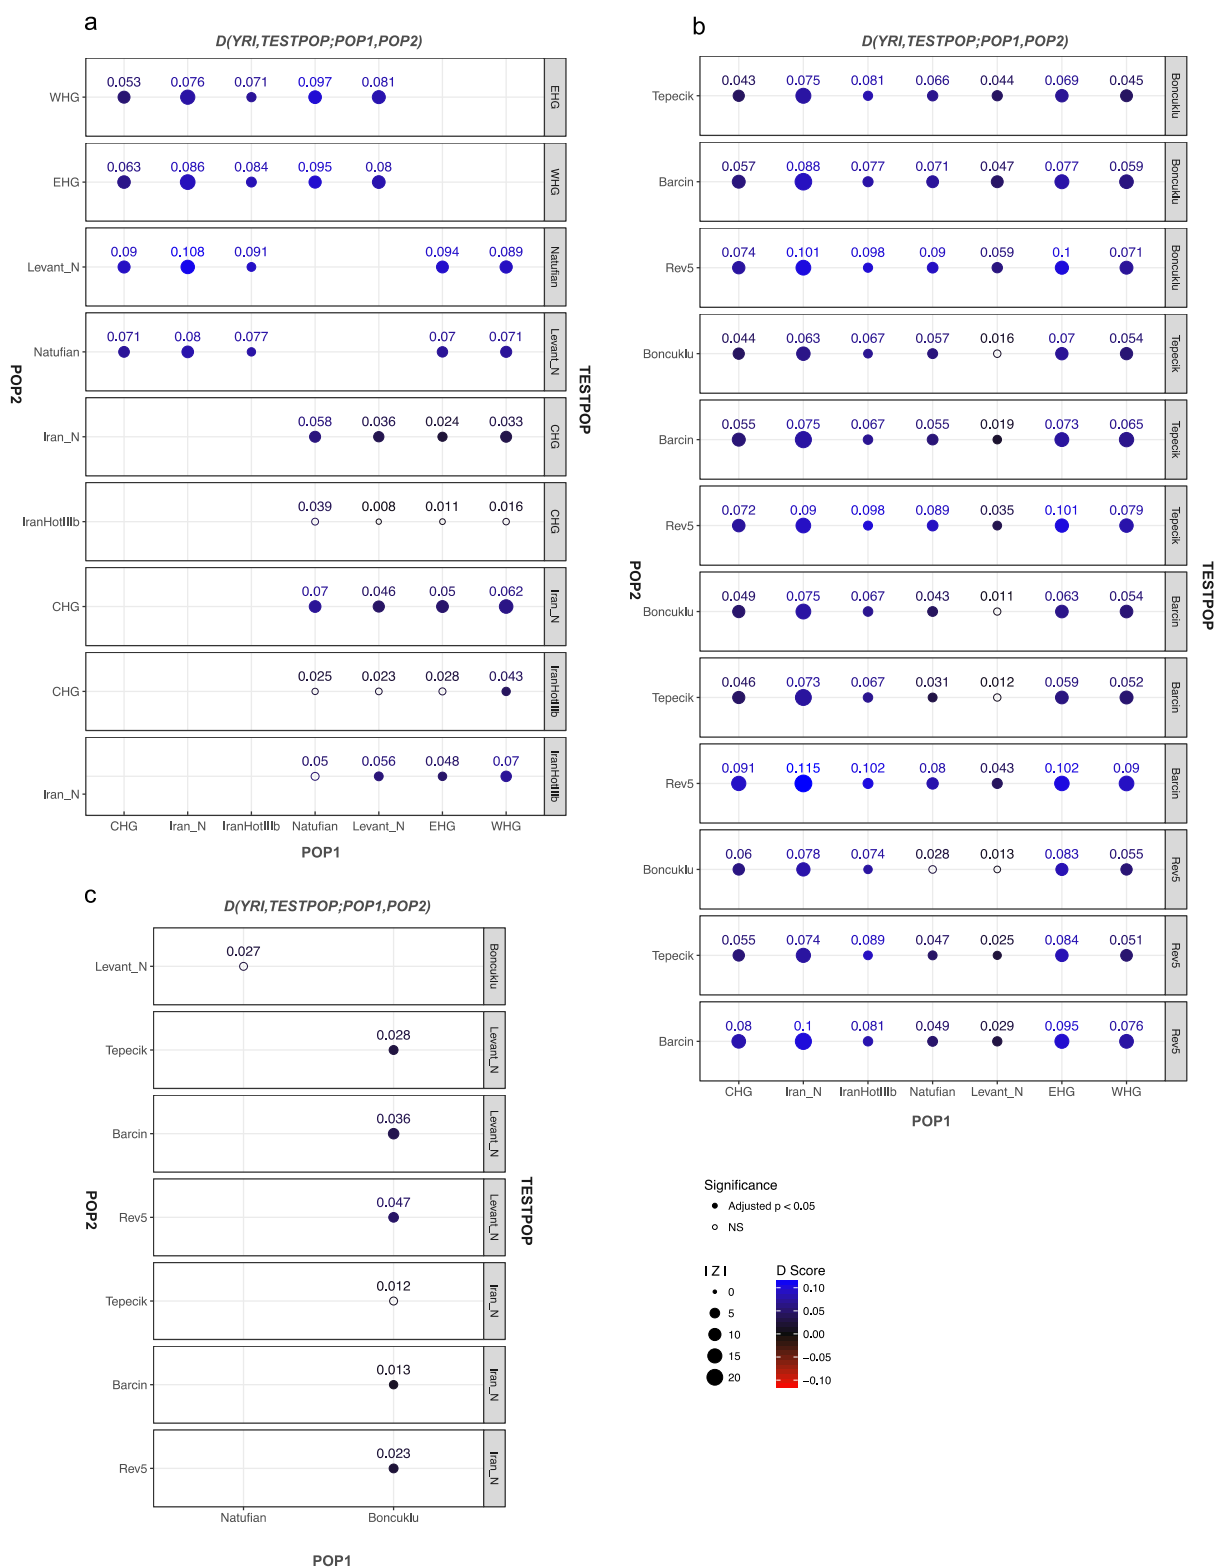 a
D(YRI,TESTPOP;POP1,POP2)
0.053 0.076 0.071 0.097 0.081
WHG
EHG
0.063 0.086 0.084 0.095 0.08
EHG
WHG
0.09 0.108 0.091 0.094 0.089
Levant_N
Natufian
0.071 0.08 0.077 0.07 0.071
Natufian
Levant_N
0.058 0.036 0.024 0.033
Iran_N
CHG
0.039 0.008 0.011 0.016
IranHotIIIb
CHG
0.07 0.046 0.05 0.062
CHG
Iran_N
0.025 0.023 0.028 0.043
CHG
IranHotIIIb
0.05 0.056 0.048 0.07
Iran_N
IranHotIIIb
CHG Iran_N IranHotIIIb Natufian Levant_N EHG WHG
POP1
POP2
TESTPOP
b
D(YRI,TESTPOP;POP1,POP2)
0.043 0.075 0.081 0.066 0.044 0.069 0.045
Tepecik
Boncuklu
0.057 0.088 0.077 0.071 0.047 0.077 0.059
Barcin
Boncuklu
0.074 0.101 0.098 0.09 0.059 0.1 0.071
Rev5
Boncuklu
0.044 0.063 0.067 0.057 0.016 0.07 0.054
Boncuklu
Tepecik
0.055 0.075 0.067 0.055 0.019 0.073 0.065
Barcin
Tepecik
0.072 0.09 0.098 0.089 0.035 0.101 0.079
Rev5
Tepecik
0.049 0.075 0.067 0.043 0.011 0.063 0.054
Boncuklu
Barcin
0.046 0.073 0.067 0.031 0.012 0.059 0.052
Tepecik
Barcin
0.091 0.115 0.102 0.08 0.043 0.102 0.09
Rev5
Barcin
0.06 0.078 0.074 0.028 0.013 0.083 0.055
Boncuklu
Rev5
0.055 0.074 0.089 0.047 0.025 0.084 0.051
Tepecik
Rev5
0.08 0.1 0.081 0.049 0.029 0.095 0.076
Barcin
Rev5
CHG Iran_N IranHotIIIb Natufian Levant_N EHG WHG
POP1
POP2
TESTPOP
c
D(YRI,TESTPOP;POP1,POP2)
0.027
Levant_N
Boncuklu
0.028
Tepecik
Levant_N
0.036
Barcin
Levant_N
0.047
Rev5
Levant_N
0.012
Tepecik
Iran_N
0.013
Barcin
Iran_N
0.023
Rev5
Iran_N
Natufian Boncuklu
POP1
POP2
TESTPOP
Significance
Adjusted p < 0.05
NS
I Z I
0
5
10
15
20
D Score
0.10
0.05
0.00
−0.05
−0.10